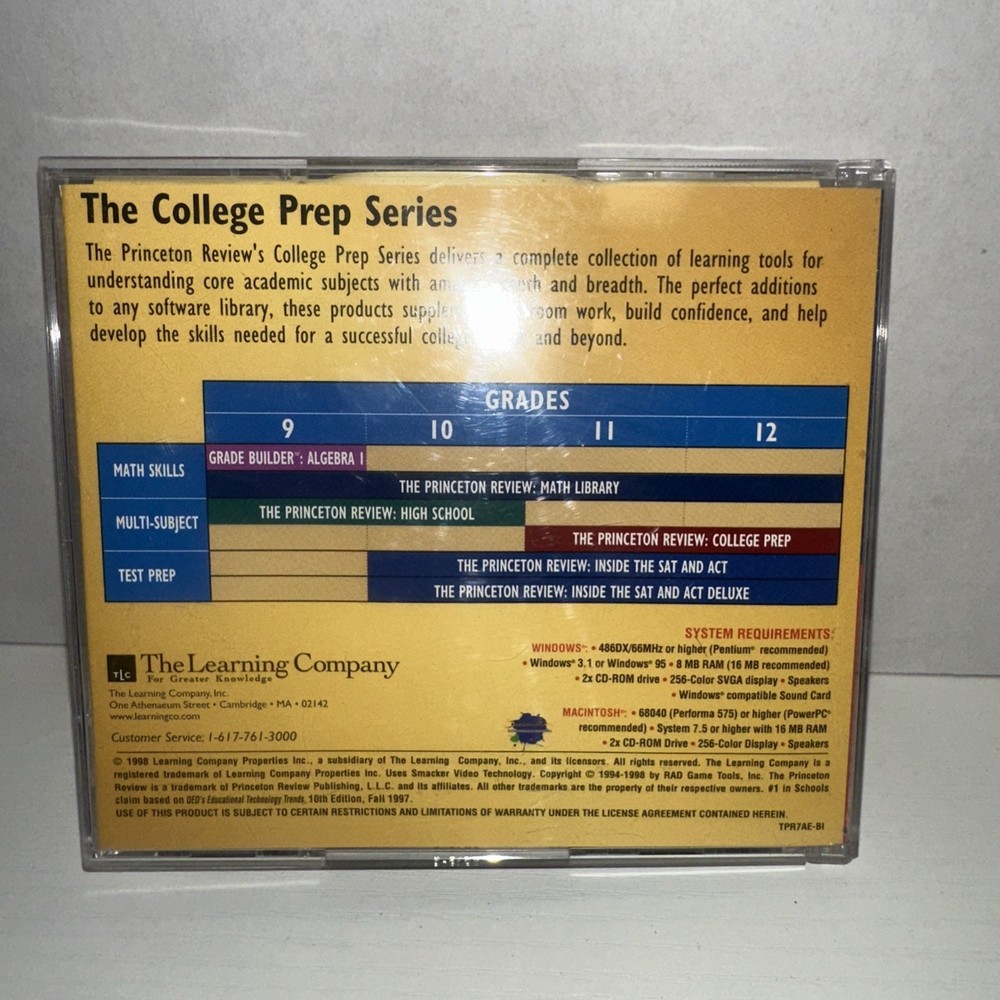 The College Prep Series
The Princeton Review's College Prep Series delivers a complete collection of learning tools for
understanding core academic subjects with and breadth. The perfect additions
to any software library, these products work, build confidence, and help
develop the skills needed for a successful and beyond.
GRADES
9 10 11 12
MATH SKILLS
GRADE BUILDER™: ALGEBRA I
THE PRINCETON REVIEW: MATH LIBRARY
MULTI-SUBJECT
THE PRINCETON REVIEW: HIGH SCHOOL
THE PRINCETON REVIEW: COLLEGE PREP
TEST PREP
THE PRINCETON REVIEW: INSIDE THE SAT AND ACT
THE PRINCETON REVIEW: INSIDE THE SAT AND ACT DELUXE
TLC
The Learning Company
For Greater Knowledge
The Learning Company, Inc.
One Athenaeum Street • Cambridge • MA • 02142
www.learningco.com
Customer Service: 1-617-761-3000
SYSTEM REQUIREMENTS:
WINDOWS®: • 486DX/66MHz or higher (Pentium® recommended)
• Windows® 3.1 or Windows® 95 • 8 MB RAM (16 MB recommended)
• 2x CD-ROM drive • 256-Color SVGA display • Speakers
• Windows® compatible Sound Card
MACINTOSH®: • 68040 (Performa 575) or higher (PowerPC®
recommended) • System 7.5 or higher with 16 MB RAM
• 2x CD-ROM Drive • 256-Color Display • Speakers
© 1998 Learning Company Properties Inc., a subsidiary of The Learning Company, Inc., and its licensors. All rights reserved. The Learning Company is a
registered trademark of Learning Company Properties Inc. Uses Smacker Video Technology. Copyright © 1994-1998 by RAD Game Tools, Inc. The Princeton
Review is a trademark of Princeton Review Publishing, L.L.C. and its affiliates. All other trademarks are the property of their respective owners. #1 in Schools
claim based on QED's Educational Technology Trends, 10th Edition, Fall 1997.
USE OF THIS PRODUCT IS SUBJECT TO CERTAIN RESTRICTIONS AND LIMITATIONS OF WARRANTY UNDER THE LICENSE AGREEMENT CONTAINED HEREIN.
TPR7AE-BI